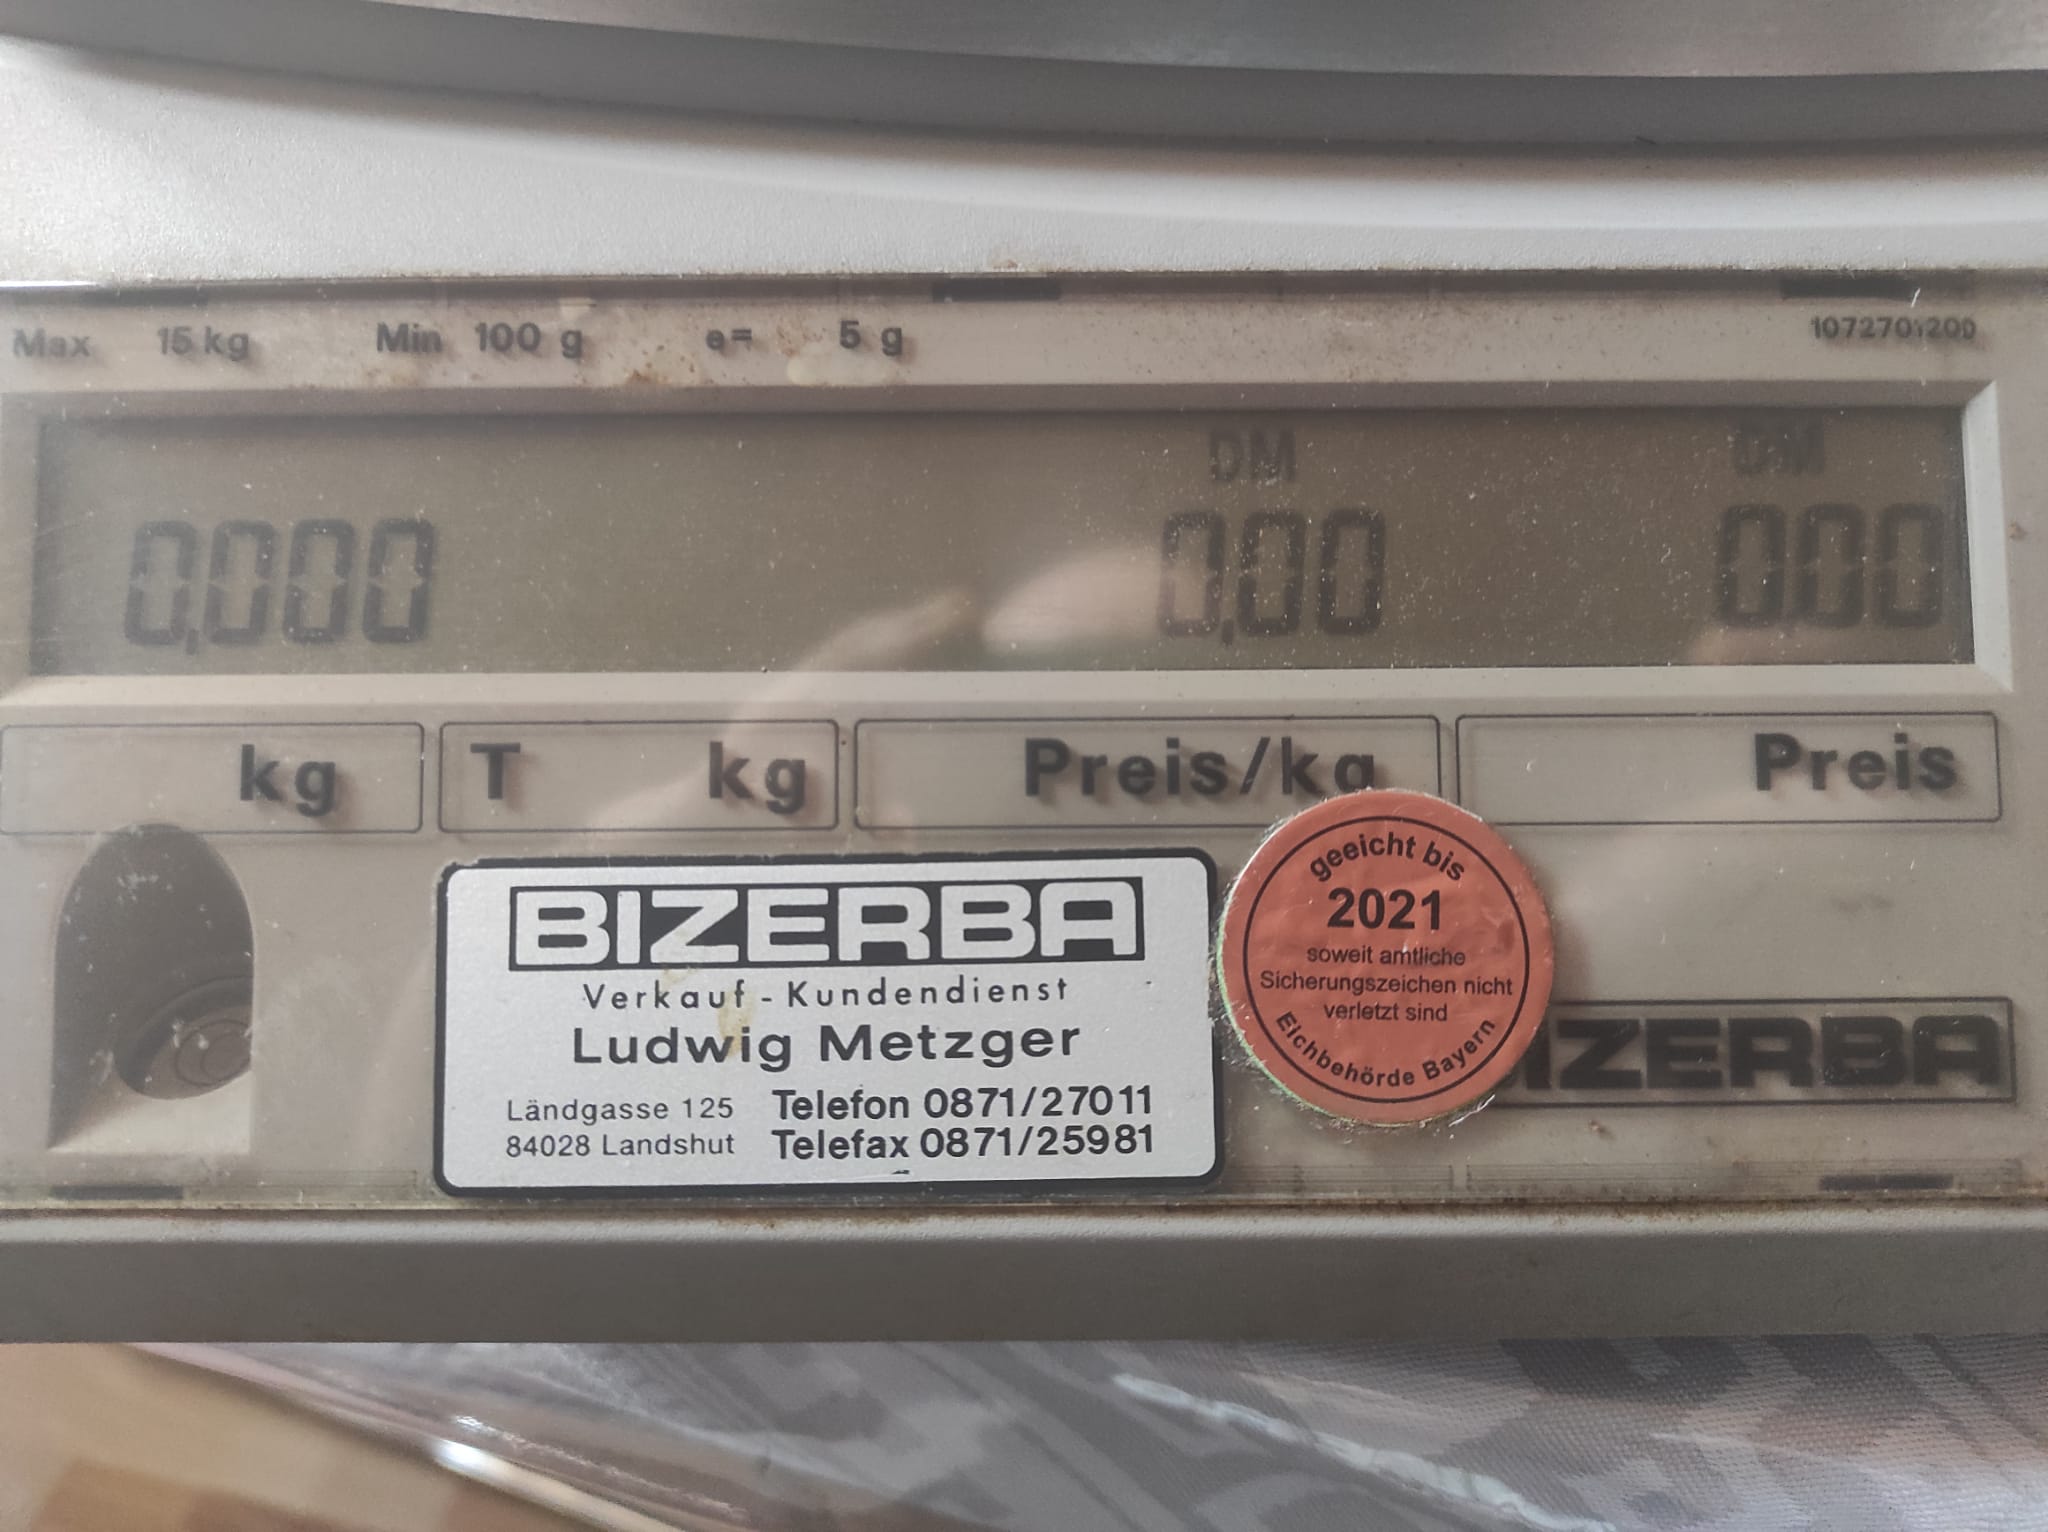 Max 15 kg Min 100 g e= 5 g 1072701200
DM DM
0,000 0,00 0,00
kg T kg Preis/kg Preis
BIZERBA
Verkauf - Kundendienst
Ludwig Metzger
Ländgasse 125 Telefon 0871/27011
84028 Landshut Telefax 0871/25981
geeicht bis
2021
soweit amtliche
Sicherungszeichen nicht
verletzt sind
Eichbehörde Bayern
BIZERBA